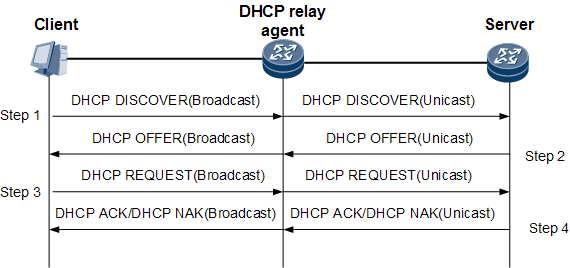 Client
DHCP relay
agent
Server
DHCP DISCOVER(Broadcast)
DHCP DISCOVER(Unicast)
Step 1
DHCP OFFER(Broadcast)
DHCP OFFER(Unicast)
Step 2
DHCP REQUEST(Broadcast)
DHCP REQUEST(Unicast)
Step 3
DHCP ACK/DHCP NAK(Broadcast)
DHCP ACK/DHCP NAK(Unicast)
Step 4